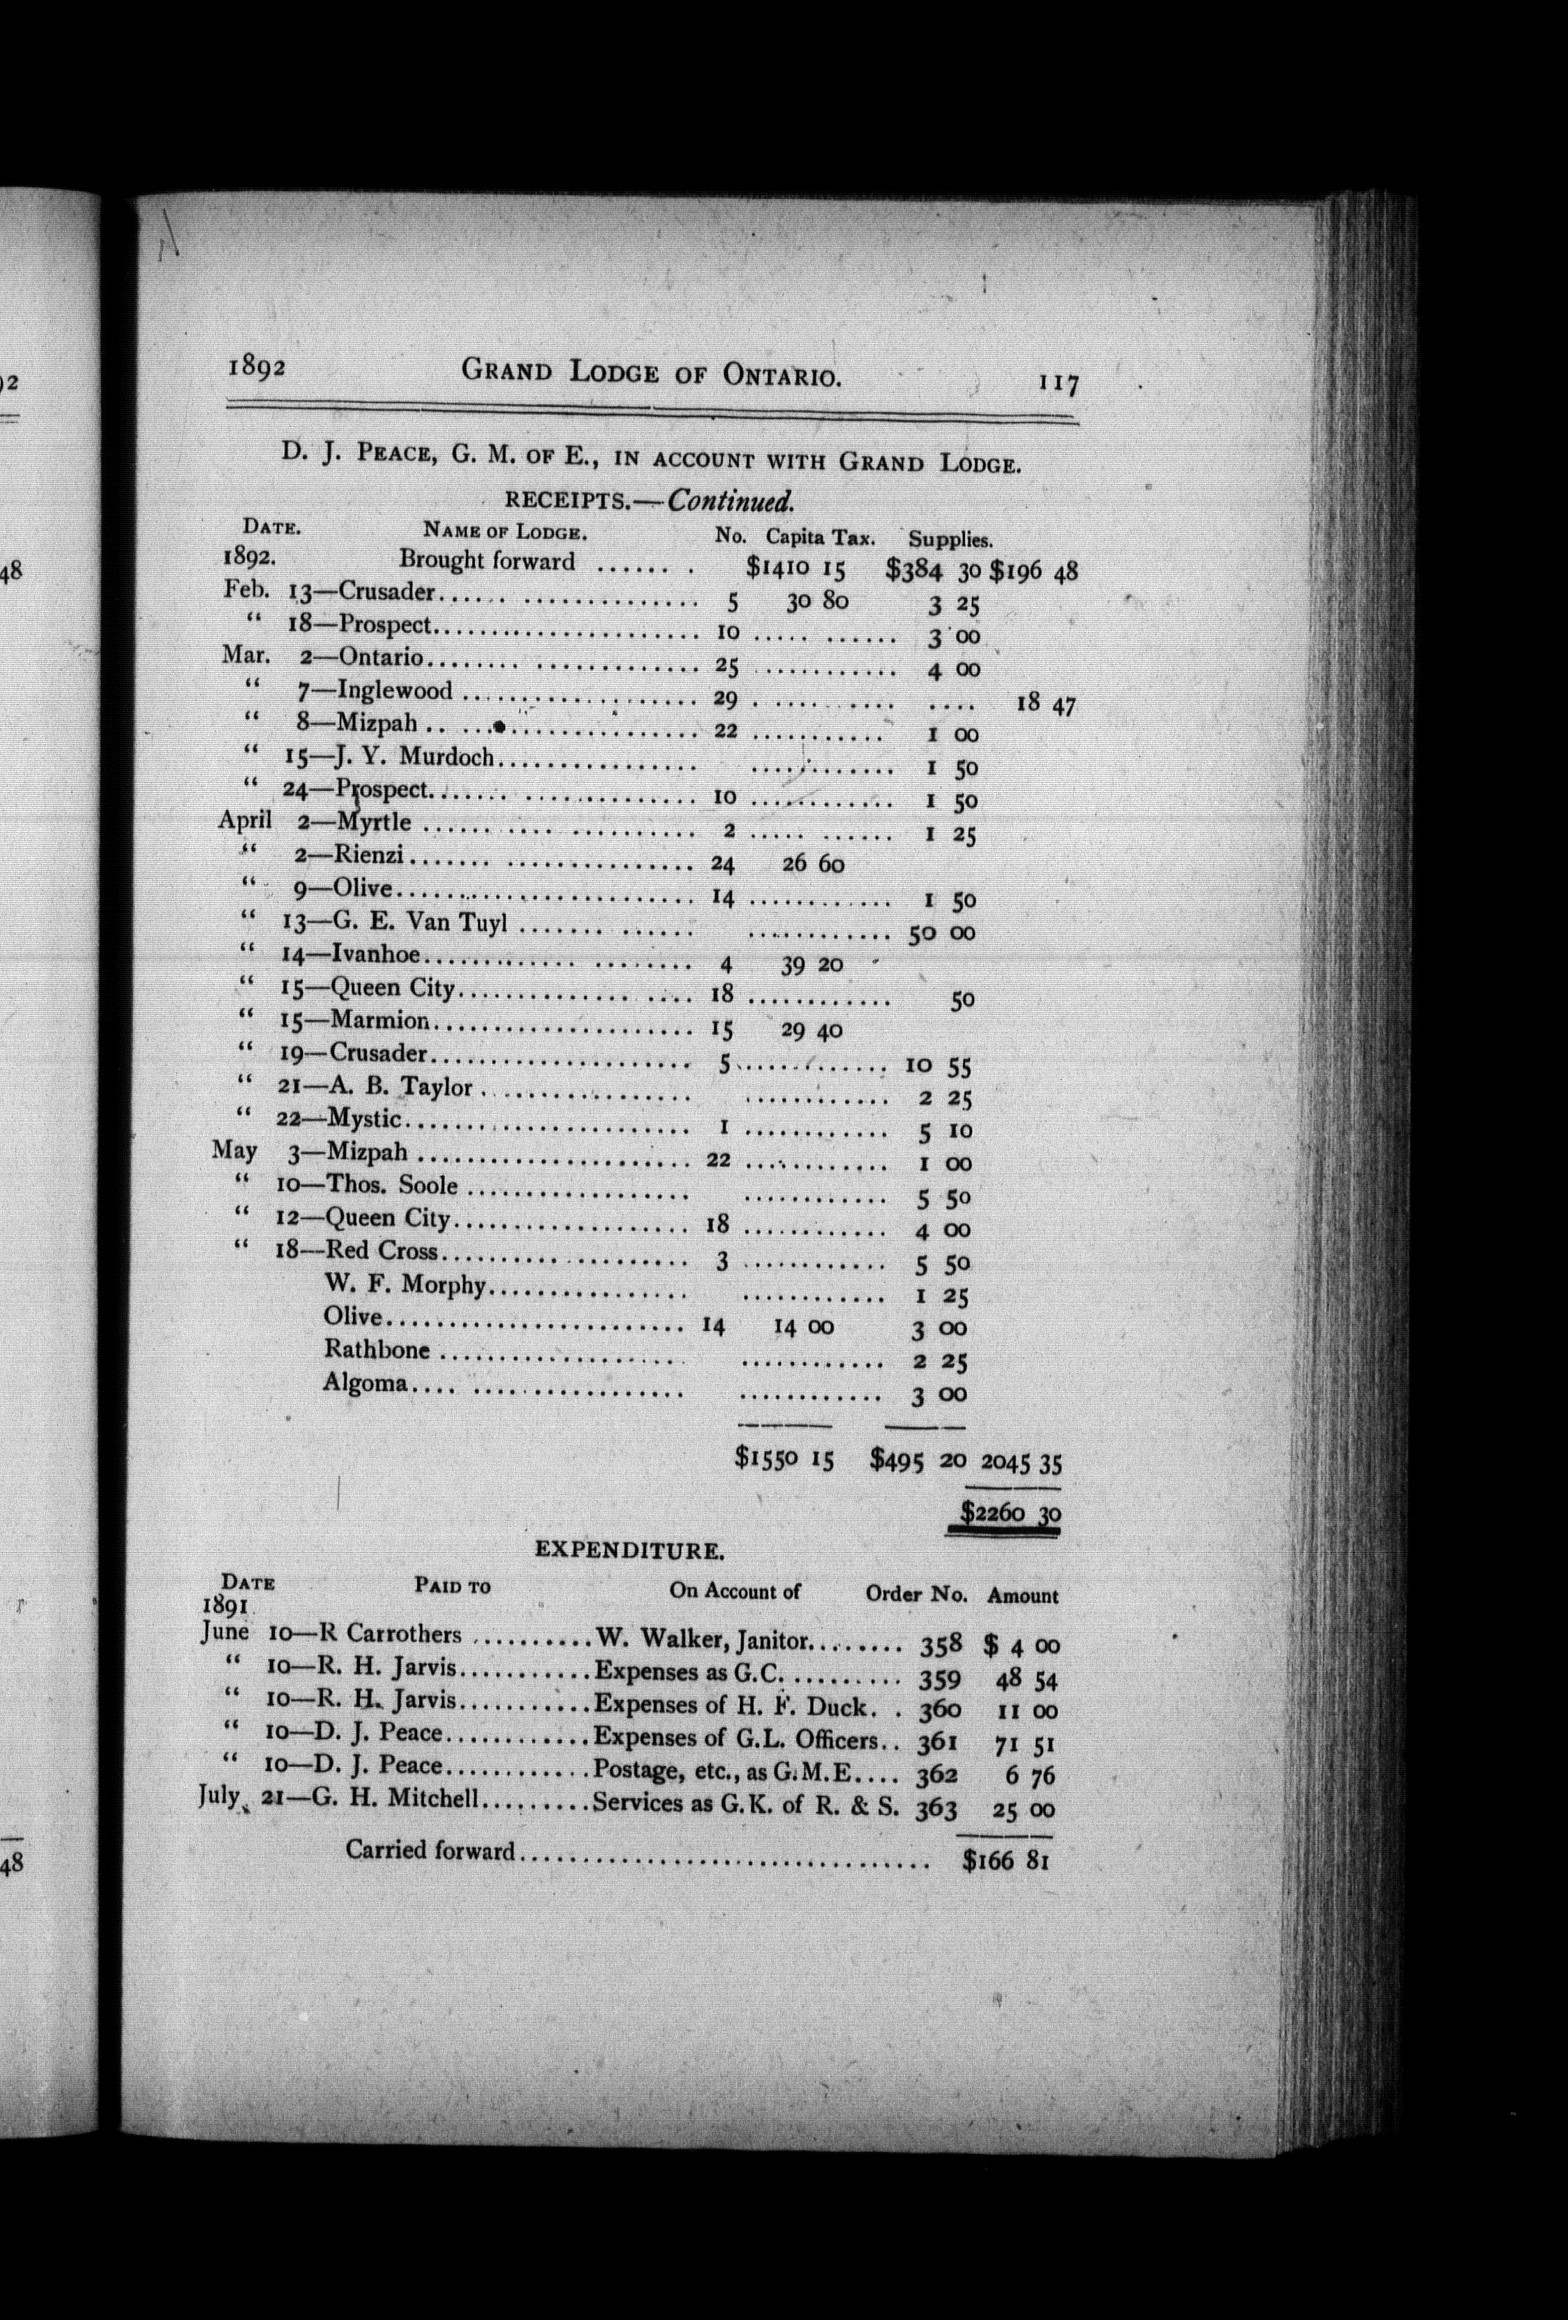 1892 GRAND LODGE OF ONTARIO. 117
D. J. PEACE, G. M. OF E., IN ACCOUNT WITH GRAND LODGE.
RECEIPTS.—Continued.
DATE. NAME OF LODGE. No. Capita Tax. Supplies.
1892. Brought forward ...... . $1410 15 $384 30 $196 48
Feb. 13—Crusader...... .............. 5 30 80 3 25
“ 18—Prospect....................... 10 ..... ...... 3 00
Mar. 2—Ontario........ ............. 25 ............ 4 00
“ 7—Inglewood .................... 29 . .... .... .... 18 47
“ 8—Mizpah .. .................. 22 ........... 1 00
“ 15—J. Y. Murdoch................ ............ 1 50
“ 24—Prospect....... .............. 10 ............ 1 50
April 2—Myrtle ...... .... .......... 2 ..... ...... 1 25
“ 2—Rienzi....... ............... 24 26 60
“ 9—Olive........................ 14 ............ 1 50
“ 13—G. E. Van Tuyl ....... ...... ............ 50 00
“ 14—Ivanhoe............. ......... 4 39 20
“ 15—Queen City.............. .... 18 ............ 50
“ 15—Marmion...................... 15 29 40
“ 19—Crusader...................... 5 ............ 10 55
“ 21—A. B. Taylor .................. ............ 2 25
“ 22—Mystic........................ 1 ............ 5 10
May 3—Mizpah ....................... 22 ............ 1 00
“ 10—Thos. Soole .................. ............ 5 50
“ 12—Queen City................... 18 ............ 4 00
“ 18—Red Cross.................... 3 ............ 5 50
W. F. Morphy................ ............ 1 25
Olive........................ 14 14 00 3 00
Rathbone .................... ............ 2 25
Algoma.... .................. ............ 3 00
$1550 15 $495 20 2045 35
$2260 30
EXPENDITURE.
DATE PAID TO On Account of Order No. Amount
1891.
June 10—R Carrothers ..........W. Walker, Janitor........ 358 $ 4 00
“ 10—R. H. Jarvis...........Expenses as G.C. .......... 359 48 54
“ 10—R. H. Jarvis...........Expenses of H. F. Duck. . 360 11 00
“ 10—D. J. Peace............Expenses of G.L. Officers.. 361 71 51
“ 10—D. J. Peace............Postage, etc., as G.M.E.... 362 6 76
July 21—G. H. Mitchell.........Services as G.K. of R. & S. 363 25 00
Carried forward................................. $166 81
)2
48
48